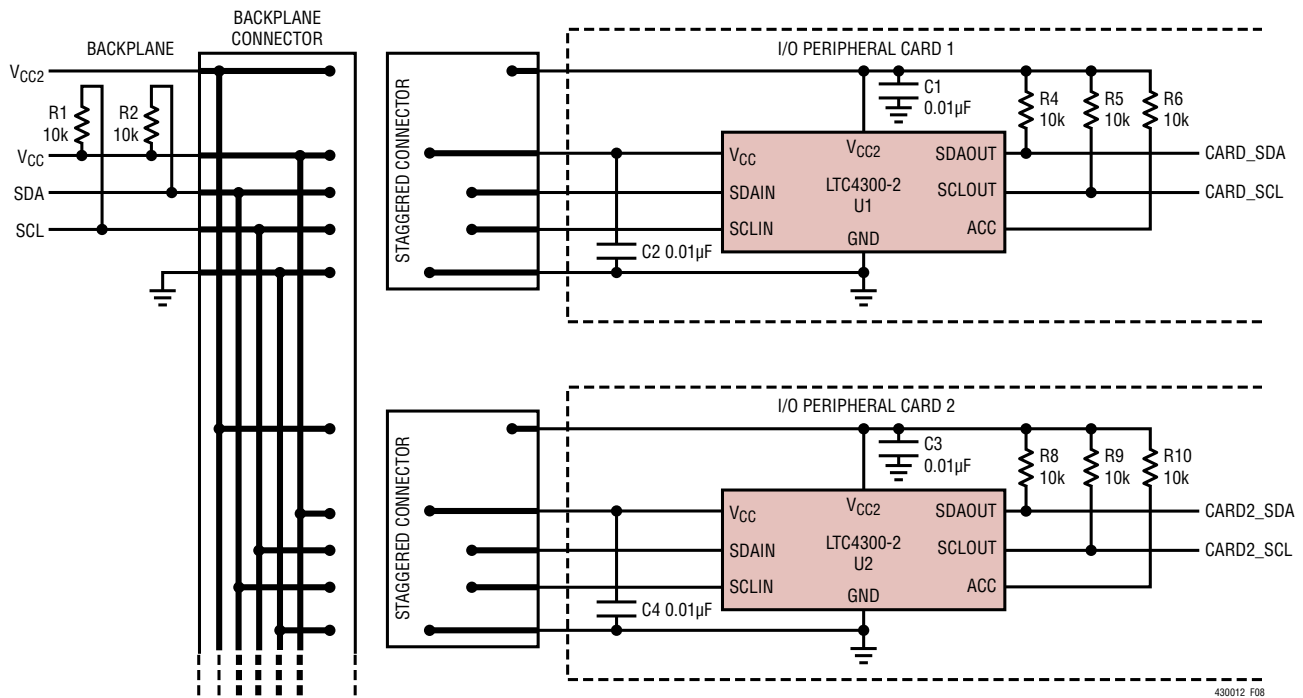 BACKPLANE
CONNECTOR
BACKPLANE
VCC2
R1
10k
R2
10k
VCC
SDA
SCL
STAGGERED CONNECTOR
I/O PERIPHERAL CARD 1
C1
0.01µF
R4
10k
R5
10k
R6
10k
VCC
VCC2
SDAOUT
CARD_SDA
SDAIN
LTC4300-2
U1
SCLOUT
CARD_SCL
SCLIN
GND
ACC
C2 0.01µF
STAGGERED CONNECTOR
I/O PERIPHERAL CARD 2
C3
0.01µF
R8
10k
R9
10k
R10
10k
VCC
VCC2
SDAOUT
CARD2_SDA
SDAIN
LTC4300-2
U2
SCLOUT
CARD2_SCL
SCLIN
GND
ACC
C4 0.01µF
430012 F08